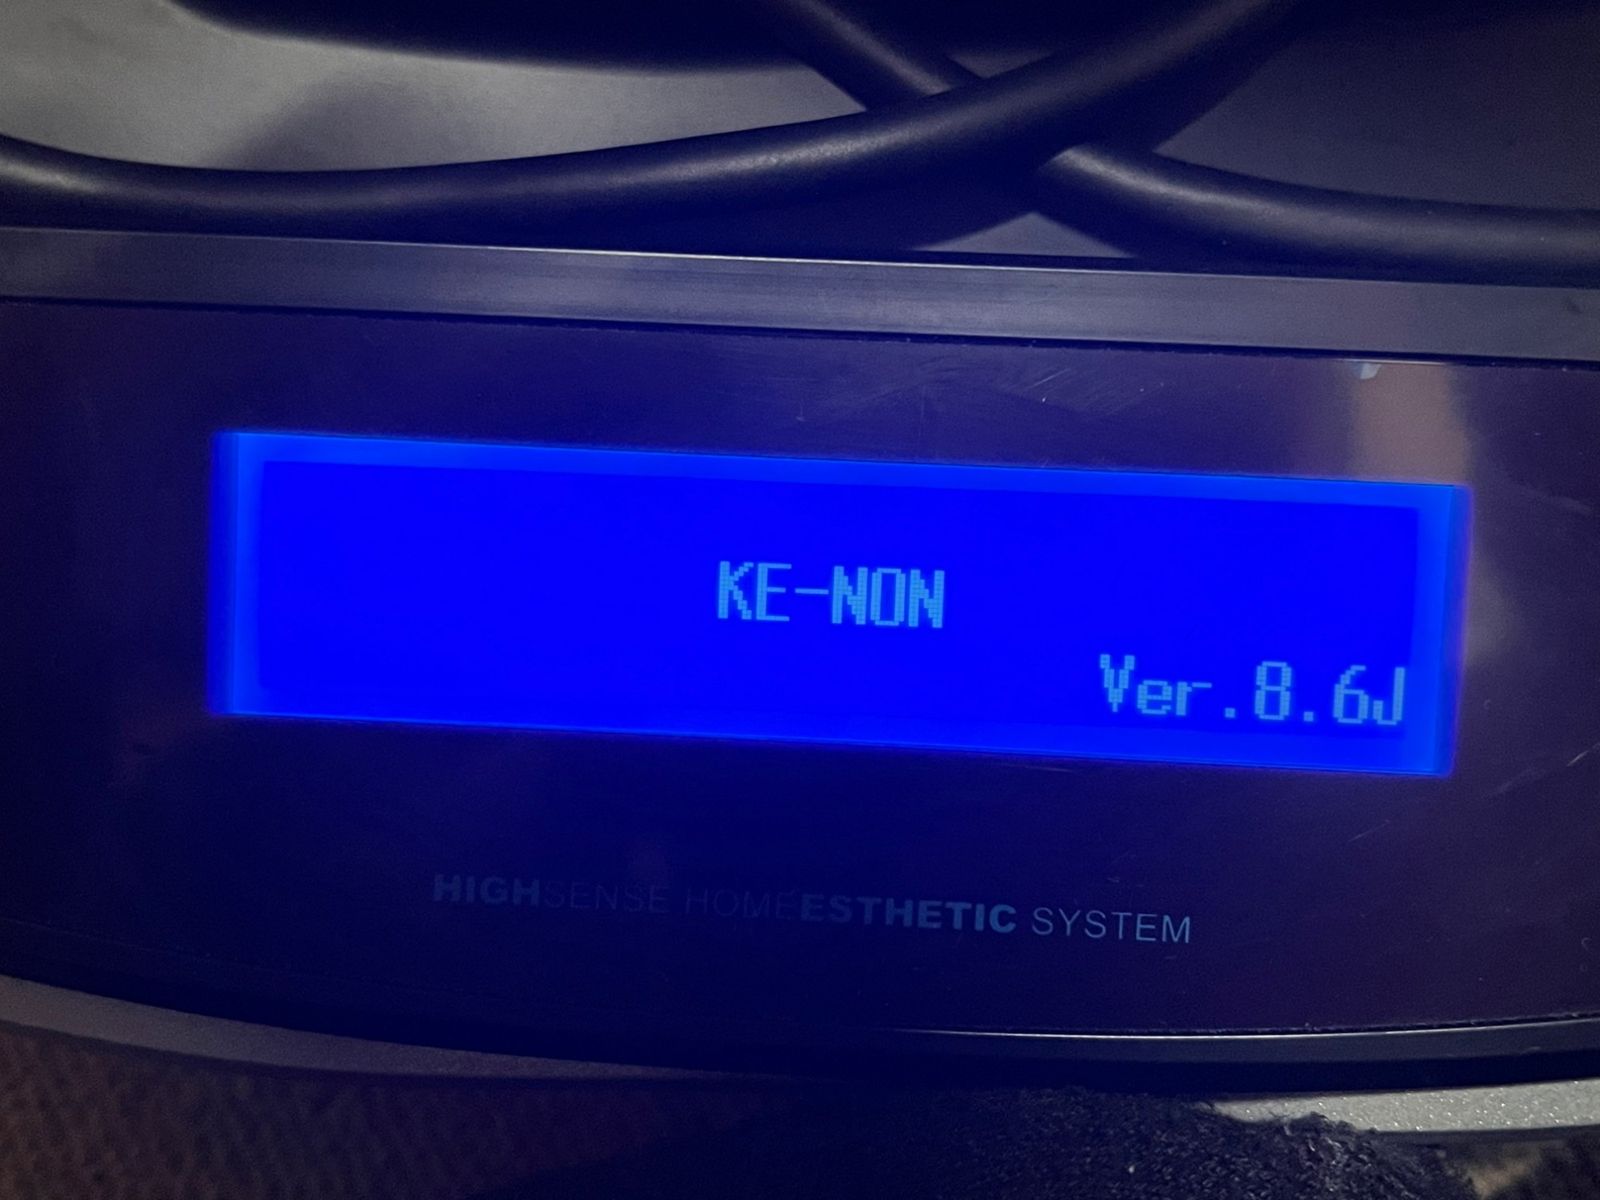 KE-NON
Ver.8.6J
HIGHSENSE HOMEESTHETIC SYSTEM